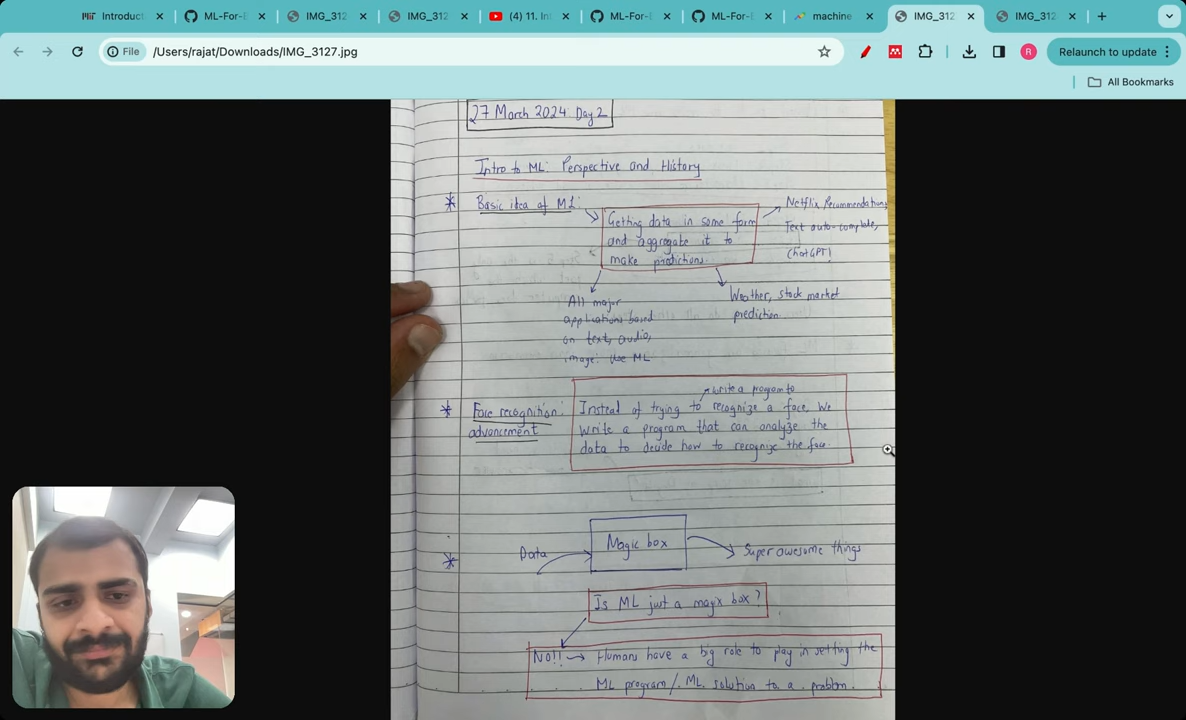 Introduct
ML-For-B
IMG_312
IMG_312
(4) 11. In
ML-For-B
ML-For-B
machine
IMG_312
IMG_312
File
/Users/rajat/Downloads/IMG_3127.jpg
R
Relaunch to update
All Bookmarks
27 March 2024 Day 2
Intro to ML: Perspective and History
Basic idea of ML:
Getting data in some form
and aggregate it to
make predictions.
Netflix Recommendations,
Text auto-complete,
ChatGPT!
All major
applications based
on text, audio,
image: use ML
Weather, stock market
prediction.
Face recognition:
advancement
write a program to
Instead of trying to recognize a face. We
Write a program that can analyze the
data to decide how to recognize the face.
Data
Magic box
Super awesome things
Is ML just a magic box?
NO!! → Humans have a big role to play in setting the
ML program/ML solution to a problem.